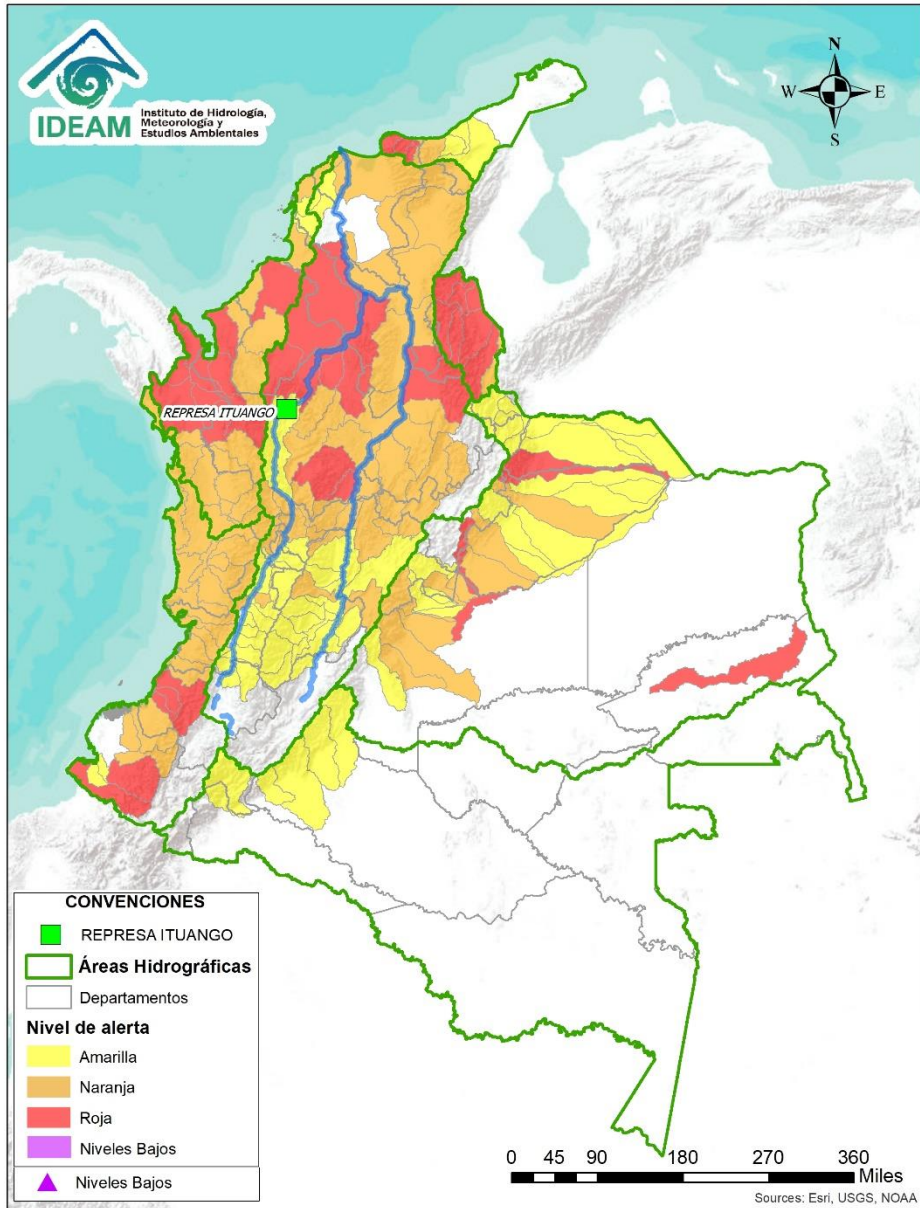 IDEAM
Instituto de Hidrología,
Meteorología y
Estudios Ambientales
N
W
E
S
REPRESA ITUANGO
CONVENCIONES
REPRESA ITUANGO
Áreas Hidrográficas
Departamentos
Nivel de alerta
Amarilla
Naranja
Roja
Niveles Bajos
Niveles Bajos
0 45 90 180 270 360
Miles
Sources: Esri, USGS, NOAA